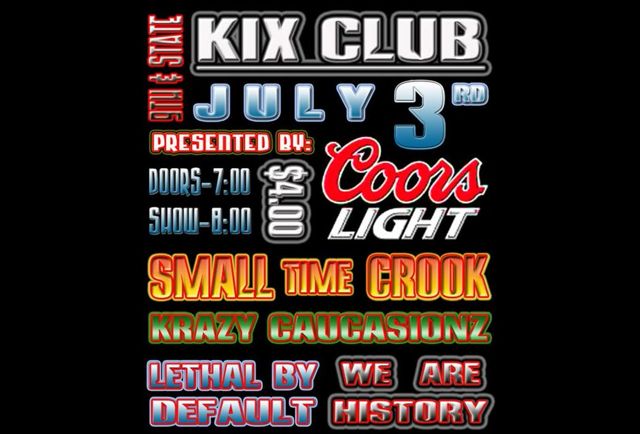 5TH & STATE
KIX CLUB
JULY 3RD
PRESENTED BY:
DOORS-7:00
SHOW-8:00
$4.00
Coors
LIGHT
SMALL TIME CROOK
KRAZY CAUCASIONZ
LETHAL BY
DEFAULT
WE ARE
HISTORY